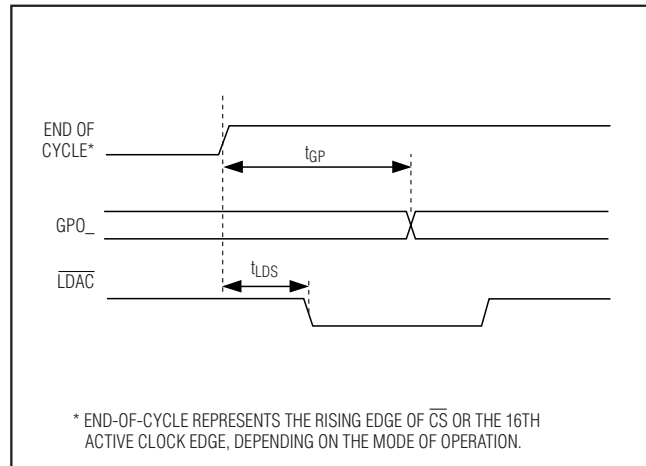 END OF
CYCLE*
tGP
GPO_
LDAC
tLDS
* END-OF-CYCLE REPRESENTS THE RISING EDGE OF CS OR THE 16TH
ACTIVE CLOCK EDGE, DEPENDING ON THE MODE OF OPERATION.